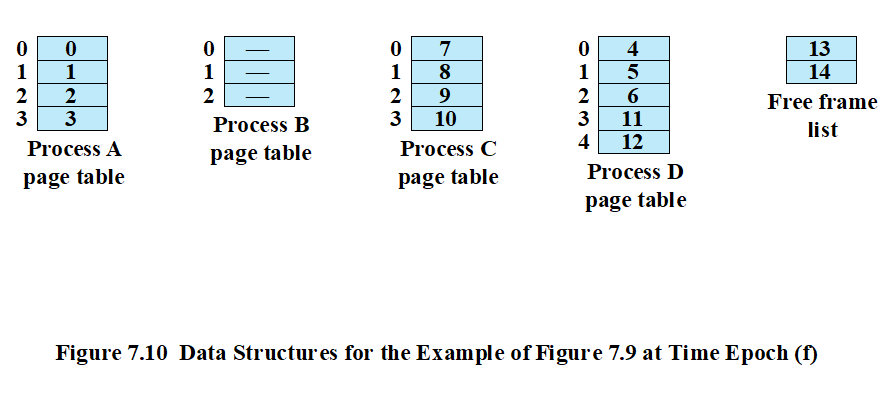 0 0
1 1
2 2
3 3
Process A
page table
0 —
1 —
2 —
Process B
page table
0 7
1 8
2 9
3 10
Process C
page table
0 4
1 5
2 6
3 11
4 12
Process D
page table
13
14
Free frame
list
Figure 7.10 Data Structures for the Example of Figure 7.9 at Time Epoch (f)